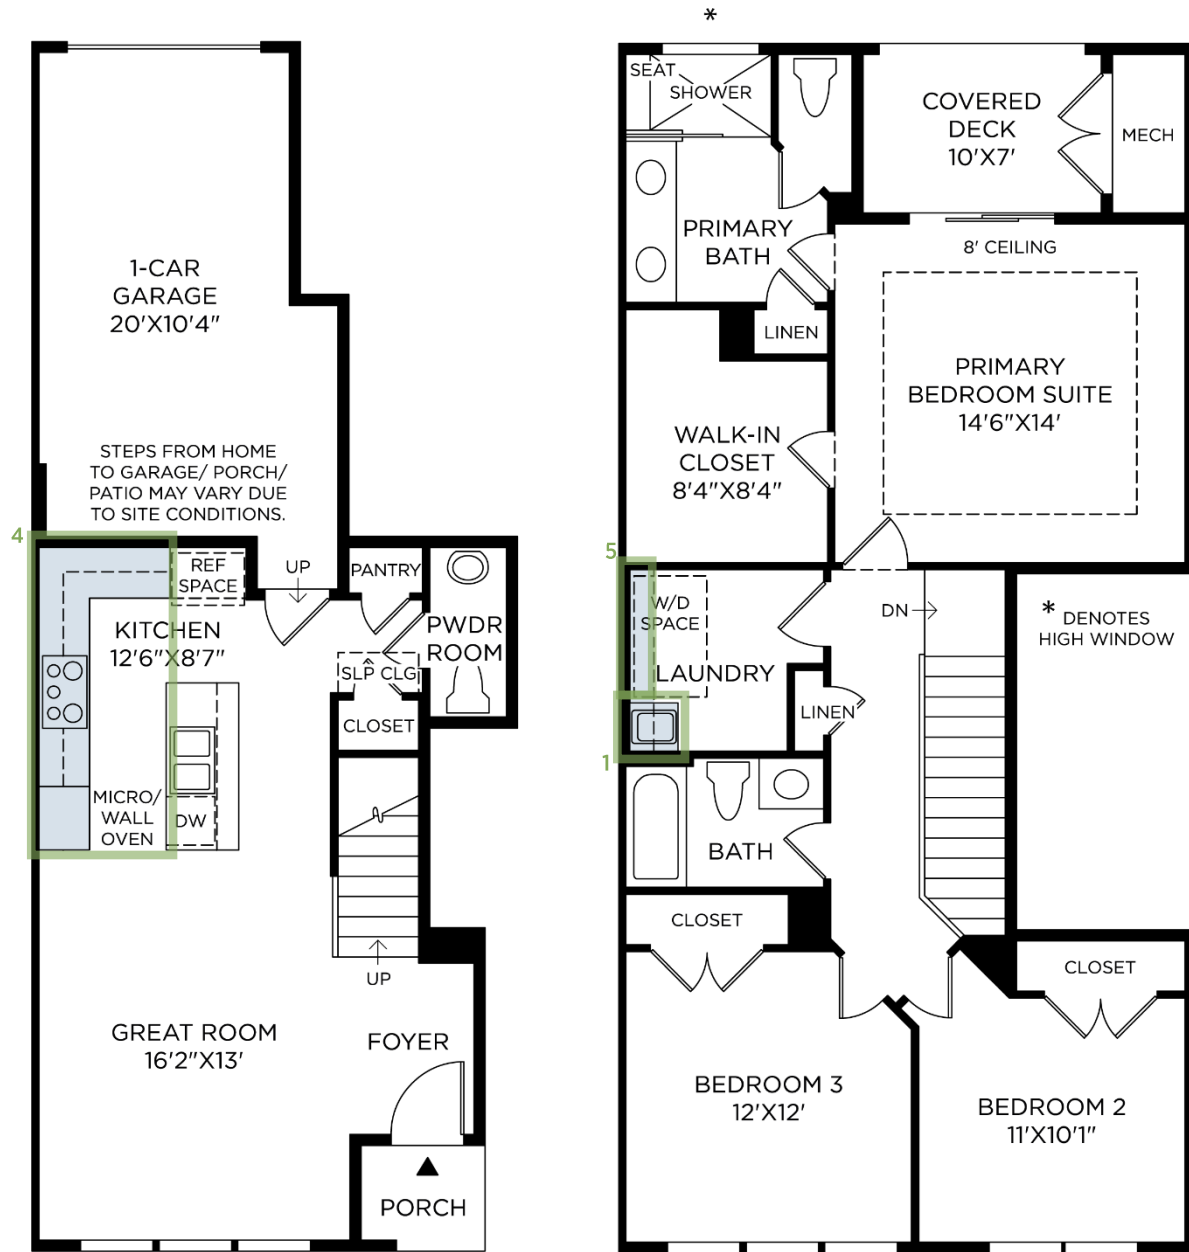 1-CAR
GARAGE
20'X10'4"
STEPS FROM HOME
TO GARAGE/ PORCH/
PATIO MAY VARY DUE
TO SITE CONDITIONS.
4
REF
SPACE
UP
PANTRY
KITCHEN
12'6"X8'7"
PWDR
ROOM
SLP CLG
CLOSET
MICRO/
WALL
OVEN
DW
UP
GREAT ROOM
16'2"X13'
FOYER
PORCH
*
SEAT
SHOWER
COVERED
DECK
10'X7'
MECH
PRIMARY
BATH
8' CEILING
LINEN
PRIMARY
BEDROOM SUITE
14'6"X14'
WALK-IN
CLOSET
8'4"X8'4"
5
W/D
SPACE
DN
* DENOTES
HIGH WINDOW
LAUNDRY
LINEN
1
BATH
CLOSET
CLOSET
BEDROOM 3
12'X12'
BEDROOM 2
11'X10'1"